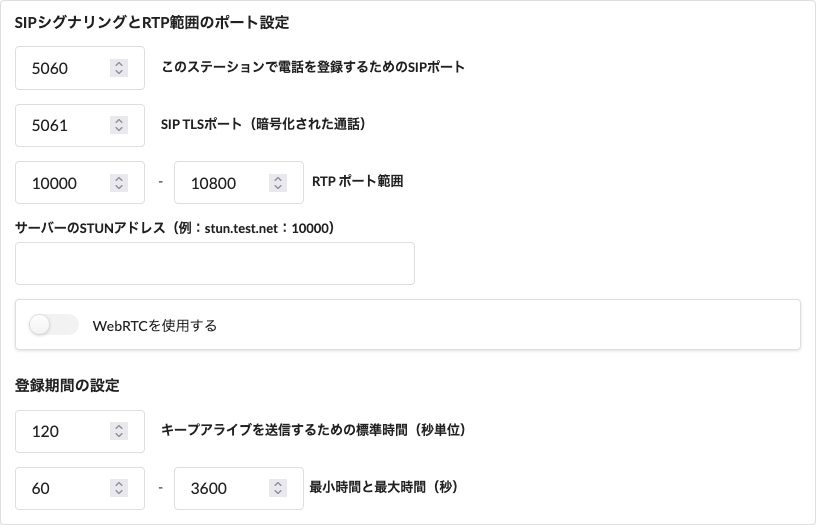 SIPシグナリングとRTP範囲のポート設定
5060 このステーションで電話を登録するためのSIPポート
5061 SIP TLSポート（暗号化された通話）
10000 - 10800 RTP ポート範囲
サーバーのSTUNアドレス（例：stun.test.net：10000）
WebRTCを使用する
登録期間の設定
120 キープアライブを送信するための標準時間（秒単位）
60 - 3600 最小時間と最大時間（秒）